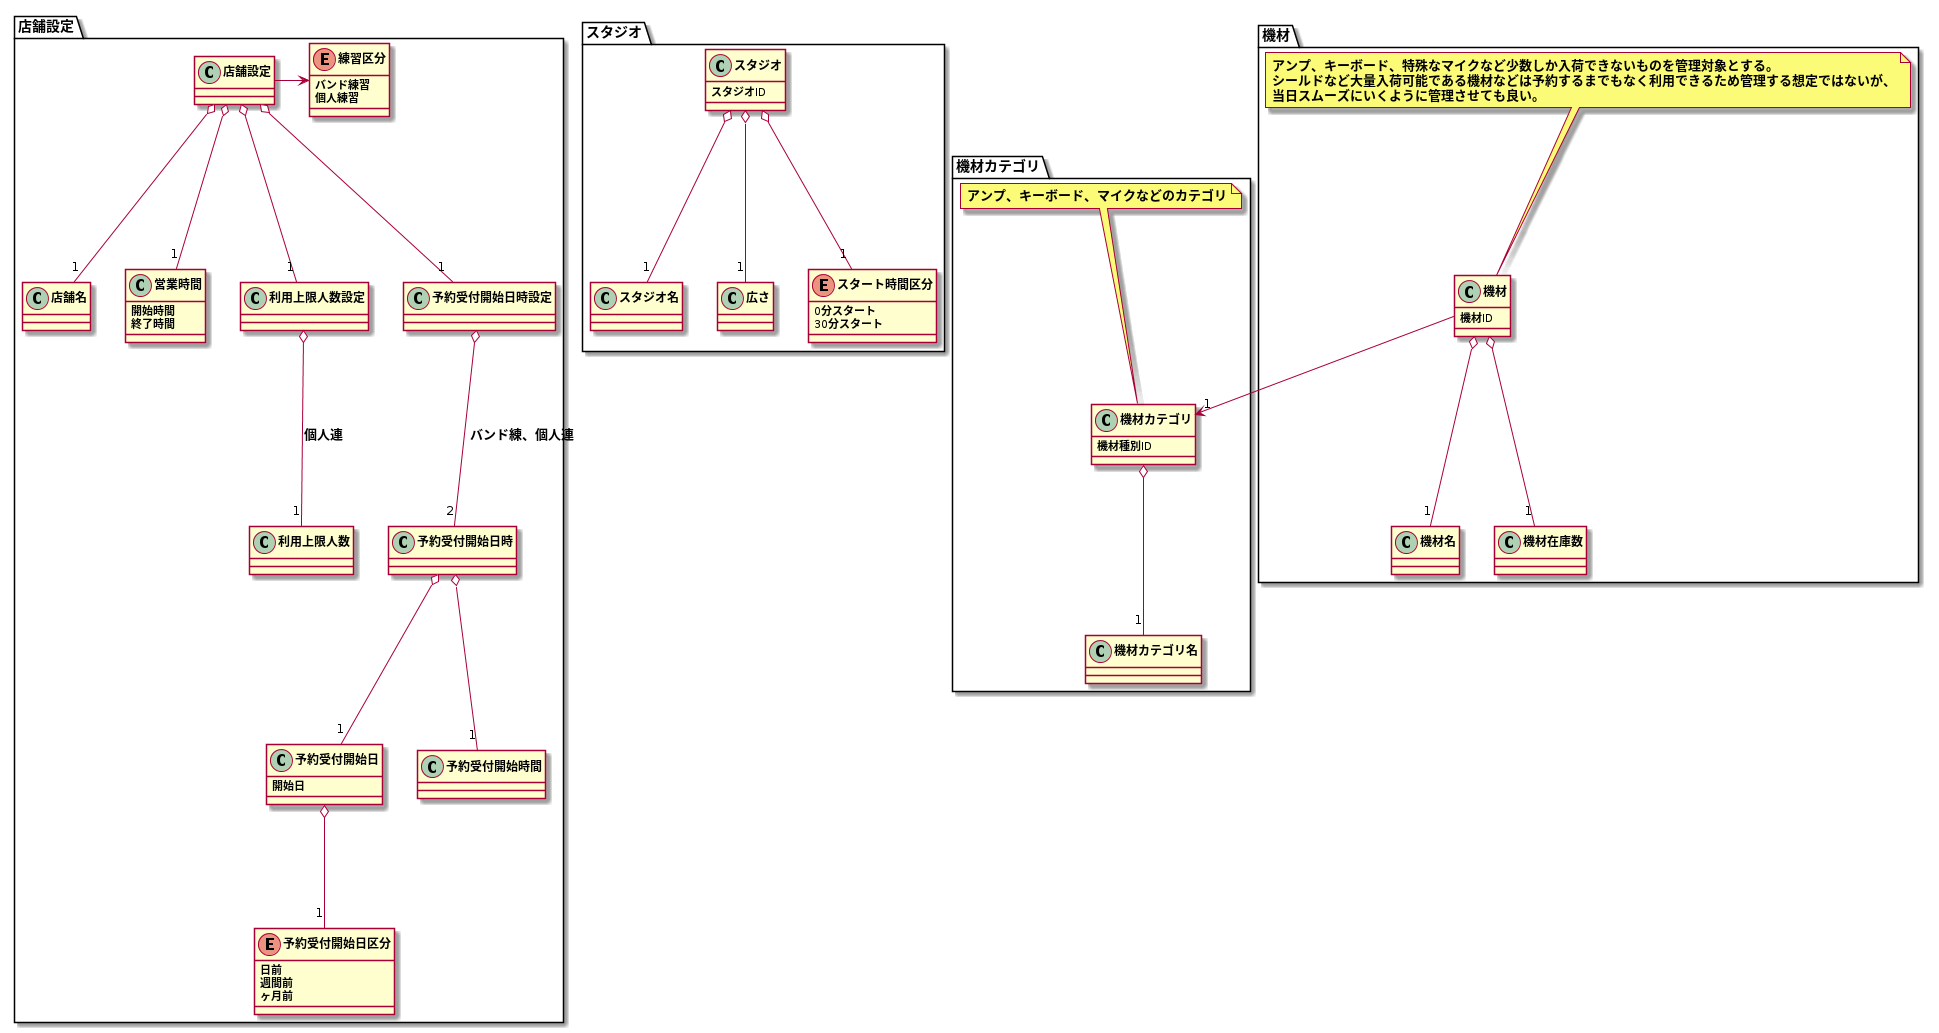 店舗設定
C 店舗設定
E 練習区分
バンド練習
個人練習
1
1
1
1
C 店舗名
C 営業時間
開始時間
終了時間
C 利用上限人数設定
C 予約受付開始日時設定
個人連
バンド練、個人連
1
2
C 利用上限人数
C 予約受付開始日時
1
1
C 予約受付開始日
開始日
C 予約受付開始時間
1
E 予約受付開始日区分
日前
週間前
ヶ月前
スタジオ
C スタジオ
スタジオID
1
1
1
C スタジオ名
C 広さ
E スタート時間区分
0分スタート
30分スタート
機材カテゴリ
アンプ、キーボード、マイクなどのカテゴリ
C 機材カテゴリ
機材種別ID
1
C 機材カテゴリ名
機材
アンプ、キーボード、特殊なマイクなど少数しか入荷できないものを管理対象とする。
シールドなど大量入荷可能である機材などは予約するまでもなく利用できるため管理する想定ではないが、
当日スムーズにいくように管理させても良い。
C 機材
機材ID
1
1
1
C 機材名
C 機材在庫数